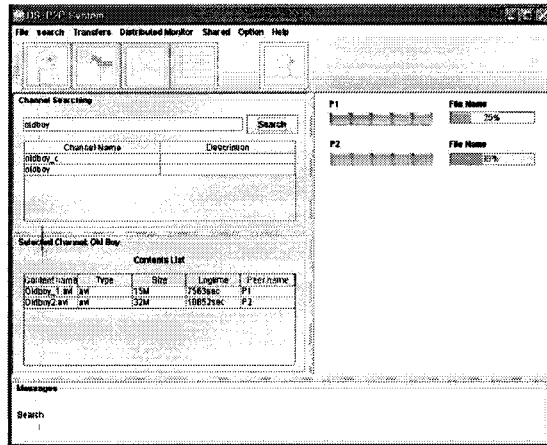 DS-P2P System
File search Transfers Distributed Monitor Shared Option Help
Channel Searching
oldboy
Search
Channel Name Description
oldboy_c
oldboy
Selected Channel: Old Boy
Contents List
Content name Type Size Logtime Peer name
Oldboy_1.avi avi 15M 7563sec P1
Oldboy2.avi avi 32M 10852sec P2
P1 File Name
25%
P2 File Name
Messages
Search